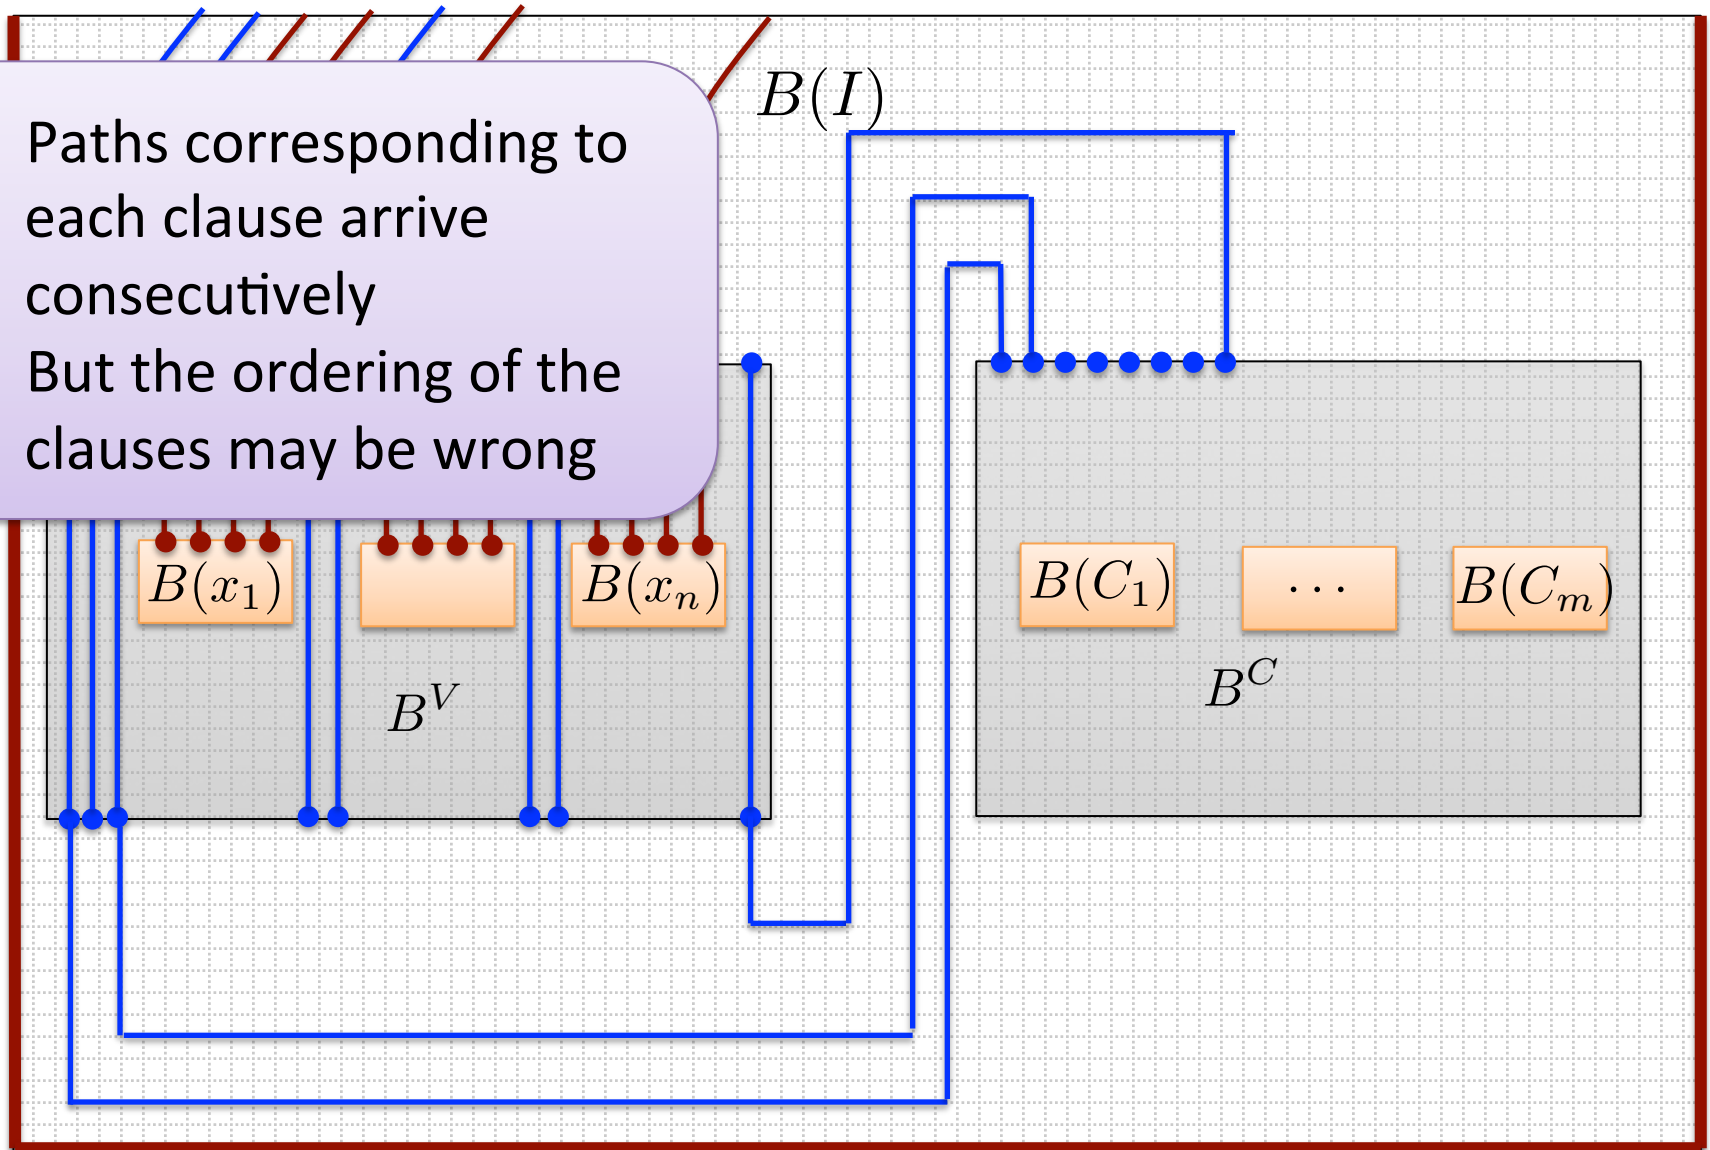 B(I)
Paths corresponding to
each clause arrive
consecutively
But the ordering of the
clauses may be wrong
B(x₁)
B(xₙ)
B(C₁)
...
B(Cₘ)
B^V
B^C